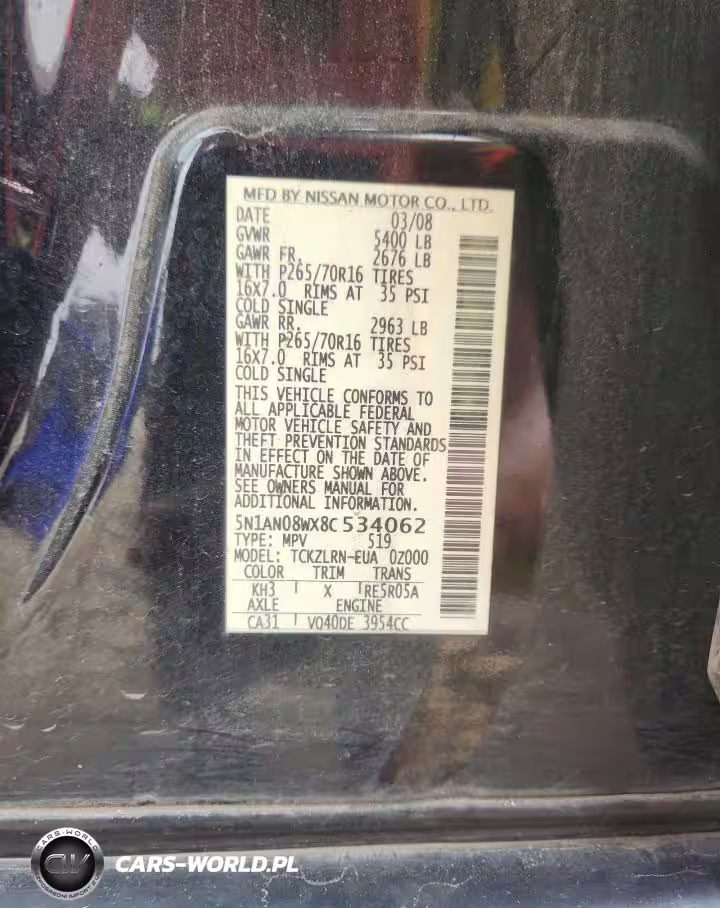 MFD BY NISSAN MOTOR CO., LTD.
DATE 03/08
GVWR 5400 LB
GAWR FR. 2676 LB
WITH P265/70R16 TIRES
16X7.0 RIMS AT 35 PSI
COLD SINGLE
GAWR RR. 2963 LB
WITH P265/70R16 TIRES
16X7.0 RIMS AT 35 PSI
COLD SINGLE
THIS VEHICLE CONFORMS TO
ALL APPLICABLE FEDERAL
MOTOR VEHICLE SAFETY AND
THEFT PREVENTION STANDARDS
IN EFFECT ON THE DATE OF
MANUFACTURE SHOWN ABOVE.
SEE OWNERS MANUAL FOR
ADDITIONAL INFORMATION.
5N1AN08WX8C534062
TYPE: MPV 519
MODEL: TCKZLRN-EUA 0Z000
COLOR TRIM TRANS
KH3 X RE5R05A
AXLE ENGINE
CA31 VQ40DE 3954CC
CARS-WORLD
CW
CARS-WORLD.PL